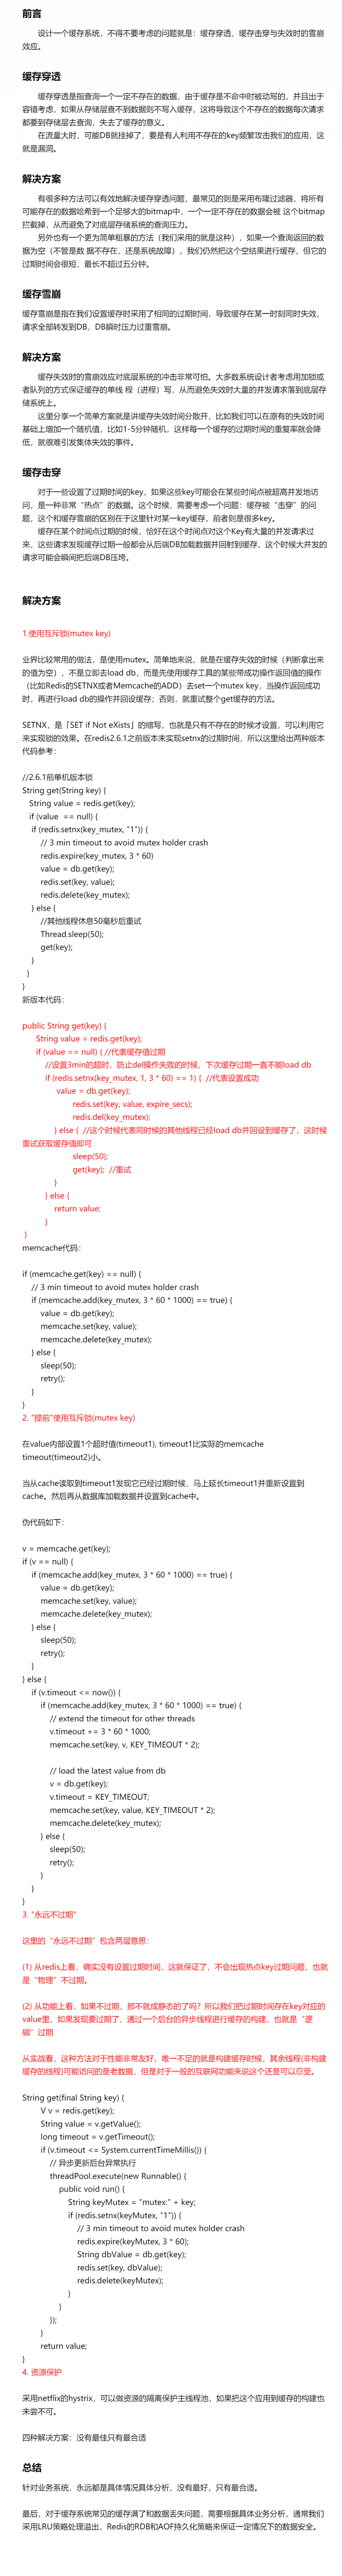 前言
设计一个缓存系统，不得不要考虑的问题就是：缓存穿透、缓存击穿与失效时的雪崩
效应。
缓存穿透
缓存穿透是指查询一个一定不存在的数据，由于缓存是不命中时被动写的，并且出于
容错考虑，如果从存储层查不到数据则不写入缓存，这将导致这个不存在的数据每次请求
都要到存储层去查询，失去了缓存的意义。
在流量大时，可能DB就挂掉了，要是有人利用不存在的key频繁攻击我们的应用，这
就是漏洞。
解决方案
有很多种方法可以有效地解决缓存穿透问题，最常见的则是采用布隆过滤器，将所有
可能存在的数据哈希到一个足够大的bitmap中，一个一定不存在的数据会被 这个bitmap
拦截掉，从而避免了对底层存储系统的查询压力。
另外也有一个更为简单粗暴的方法（我们采用的就是这种），如果一个查询返回的数
据为空（不管是数 据不存在，还是系统故障），我们仍然把这个空结果进行缓存，但它的
过期时间会很短，最长不超过五分钟。
缓存雪崩
缓存雪崩是指在我们设置缓存时采用了相同的过期时间，导致缓存在某一时刻同时失效，
请求全部转发到DB，DB瞬时压力过重雪崩。
解决方案
缓存失效时的雪崩效应对底层系统的冲击非常可怕。大多数系统设计者考虑用加锁或
者队列的方式保证缓存的单线 程（进程）写，从而避免失效时大量的并发请求落到底层存
储系统上。
这里分享一个简单方案就是讲缓存失效时间分散开，比如我们可以在原有的失效时间
基础上增加一个随机值，比如1-5分钟随机，这样每一个缓存的过期时间的重复率就会降
低，就很难引发集体失效的事件。
缓存击穿
对于一些设置了过期时间的key，如果这些key可能会在某些时间点被超高并发地访
问，是一种非常“热点”的数据。这个时候，需要考虑一个问题：缓存被“击穿”的问
题，这个和缓存雪崩的区别在于这里针对某一key缓存，前者则是很多key。
缓存在某个时间点过期的时候，恰好在这个时间点对这个Key有大量的并发请求过
来，这些请求发现缓存过期一般都会从后端DB加载数据并回射到缓存，这个时候大并发的
请求可能会瞬间把后端DB压垮。
解决方案
1.使用互斥锁(mutex key)
业界比较常用的做法，是使用mutex。简单地来说，就是在缓存失效的时候（判断拿出来
的值为空），不是立即去load db，而是先使用缓存工具的某些带成功操作返回值的操作
（比如Redis的SETNX或者Memcache的ADD）去set一个mutex key，当操作返回成功
时，再进行load db的操作并回设缓存；否则，就重试整个get缓存的方法。
SETNX，是「SET if Not eXists」的缩写，也就是只有不存在的时候才设置，可以利用它
来实现锁的效果。在redis2.6.1之前版本未实现setnx的过期时间，所以这里给出两种版本
代码参考：
//2.6.1前单机版本锁
String get(String key) {
String value = redis.get(key);
if (value  == null) {
if (redis.setnx(key_mutex, "1")) {
// 3 min timeout to avoid mutex holder crash
redis.expire(key_mutex, 3 * 60)
value = db.get(key);
redis.set(key, value);
redis.delete(key_mutex);
} else {
//其他线程休息50毫秒后重试
Thread.sleep(50);
get(key);
}
}
}
新版本代码：
public String get(key) {
String value = redis.get(key);
if (value == null) { //代表缓存值过期
//设置3min的超时，防止del操作失败的时候，下次缓存过期一直不能load db
if (redis.setnx(key_mutex, 1, 3 * 60) == 1) {  //代表设置成功
value = db.get(key);
redis.set(key, value, expire_secs);
redis.del(key_mutex);
} else {  //这个时候代表同时候的其他线程已经load db并回设到缓存了，这时候
重试获取缓存值即可
sleep(50);
get(key);  //重试
}
} else {
return value;
}
}
memcache代码：
if (memcache.get(key) == null) {
// 3 min timeout to avoid mutex holder crash
if (memcache.add(key_mutex, 3 * 60 * 1000) == true) {
value = db.get(key);
memcache.set(key, value);
memcache.delete(key_mutex);
} else {
sleep(50);
retry();
}
}
2. "提前"使用互斥锁(mutex key)
在value内部设置1个超时值(timeout1), timeout1比实际的memcache
timeout(timeout2)小。
当从cache读取到timeout1发现它已经过期时候，马上延长timeout1并重新设置到
cache。然后再从数据库加载数据并设置到cache中。
伪代码如下：
v = memcache.get(key);
if (v == null) {
if (memcache.add(key_mutex, 3 * 60 * 1000) == true) {
value = db.get(key);
memcache.set(key, value);
memcache.delete(key_mutex);
} else {
sleep(50);
retry();
}
} else {
if (v.timeout <= now()) {
if (memcache.add(key_mutex, 3 * 60 * 1000) == true) {
// extend the timeout for other threads
v.timeout += 3 * 60 * 1000;
memcache.set(key, v, KEY_TIMEOUT * 2);
// load the latest value from db
v = db.get(key);
v.timeout = KEY_TIMEOUT;
memcache.set(key, value, KEY_TIMEOUT * 2);
memcache.delete(key_mutex);
} else {
sleep(50);
retry();
}
}
}
3. "永远不过期"
这里的“永远不过期”包含两层意思：
(1) 从redis上看，确实没有设置过期时间，这就保证了，不会出现热点key过期问题，也就
是“物理”不过期。
(2) 从功能上看，如果不过期，那不就成静态的了吗？所以我们把过期时间存在key对应的
value里，如果发现要过期了，通过一个后台的异步线程进行缓存的构建，也就是“逻
辑”过期
从实战看，这种方法对于性能非常友好，唯一不足的就是构建缓存时候，其余线程(非构建
缓存的线程)可能访问的是老数据，但是对于一般的互联网功能来说这个还是可以忍受。
String get(final String key) {
V v = redis.get(key);
String value = v.getValue();
long timeout = v.getTimeout();
if (v.timeout <= System.currentTimeMillis()) {
// 异步更新后台异常执行
threadPool.execute(new Runnable() {
public void run() {
String keyMutex = "mutex:" + key;
if (redis.setnx(keyMutex, "1")) {
// 3 min timeout to avoid mutex holder crash
redis.expire(keyMutex, 3 * 60);
String dbValue = db.get(key);
redis.set(key, dbValue);
redis.delete(keyMutex);
}
}
});
}
return value;
}
4. 资源保护
采用netflix的hystrix，可以做资源的隔离保护主线程池，如果把这个应用到缓存的构建也
未尝不可。
四种解决方案：没有最佳只有最合适
总结
针对业务系统，永远都是具体情况具体分析，没有最好，只有最合适。
最后，对于缓存系统常见的缓存满了和数据丢失问题，需要根据具体业务分析，通常我们
采用LRU策略处理溢出，Redis的RDB和AOF持久化策略来保证一定情况下的数据安全。